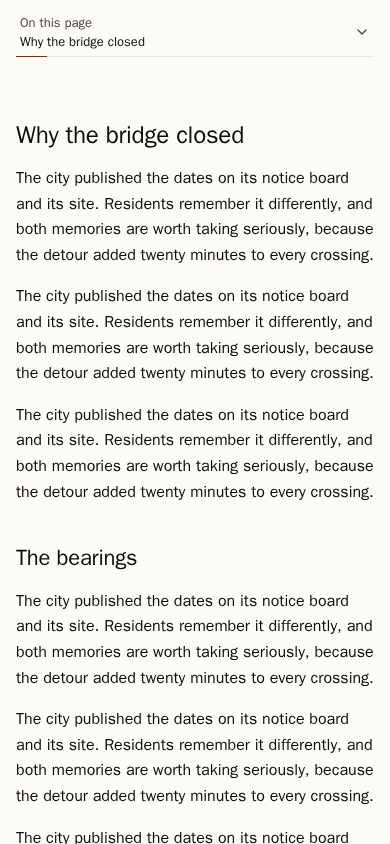 On this page
Why the bridge closed
Why the bridge closed
The city published the dates on its notice board
and its site. Residents remember it differently, and
both memories are worth taking seriously, because
the detour added twenty minutes to every crossing.
The city published the dates on its notice board
and its site. Residents remember it differently, and
both memories are worth taking seriously, because
the detour added twenty minutes to every crossing.
The city published the dates on its notice board
and its site. Residents remember it differently, and
both memories are worth taking seriously, because
the detour added twenty minutes to every crossing.
The bearings
The city published the dates on its notice board
and its site. Residents remember it differently, and
both memories are worth taking seriously, because
the detour added twenty minutes to every crossing.
The city published the dates on its notice board
and its site. Residents remember it differently, and
both memories are worth taking seriously, because
the detour added twenty minutes to every crossing.
The city published the dates on its notice board